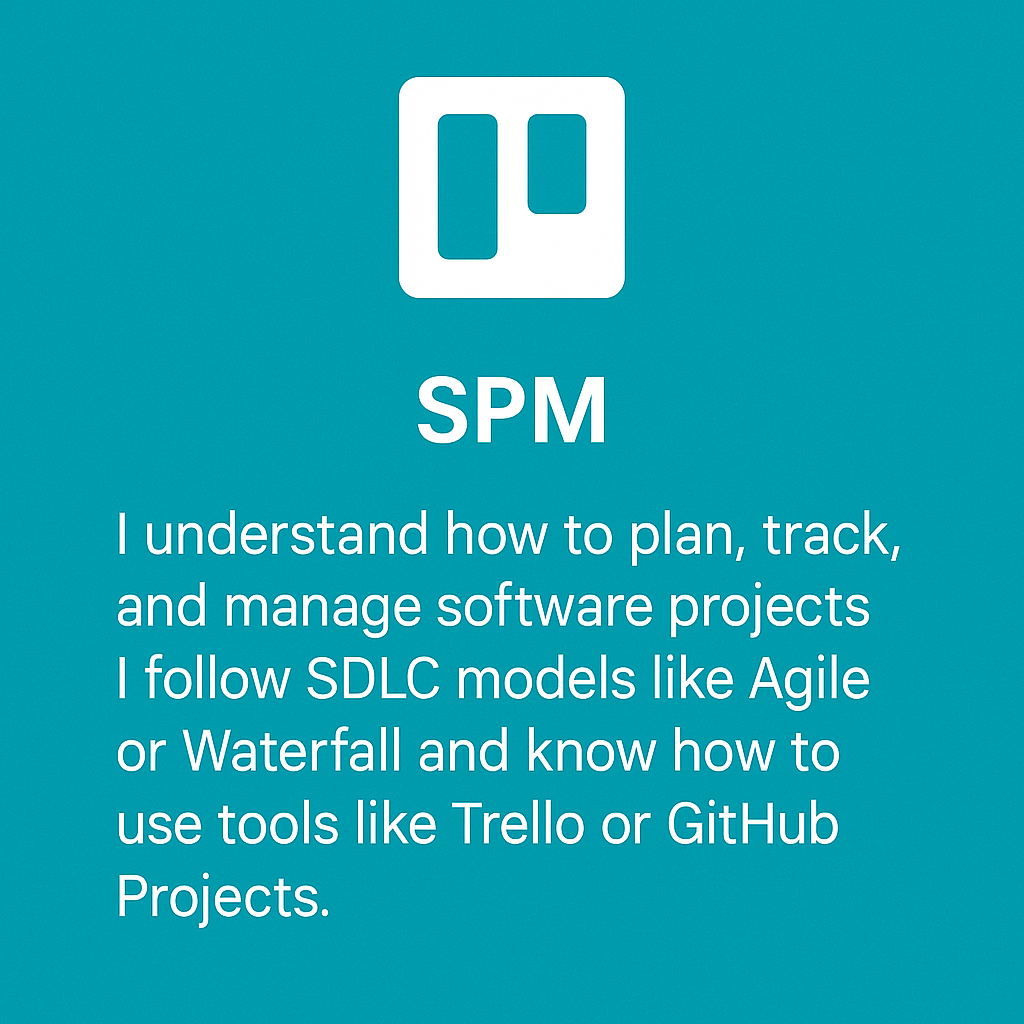 SPM
I understand how to plan, track,
and manage software projects
I follow SDLC models like Agile
or Waterfall and know how to
use tools like Trello or GitHub
Projects.